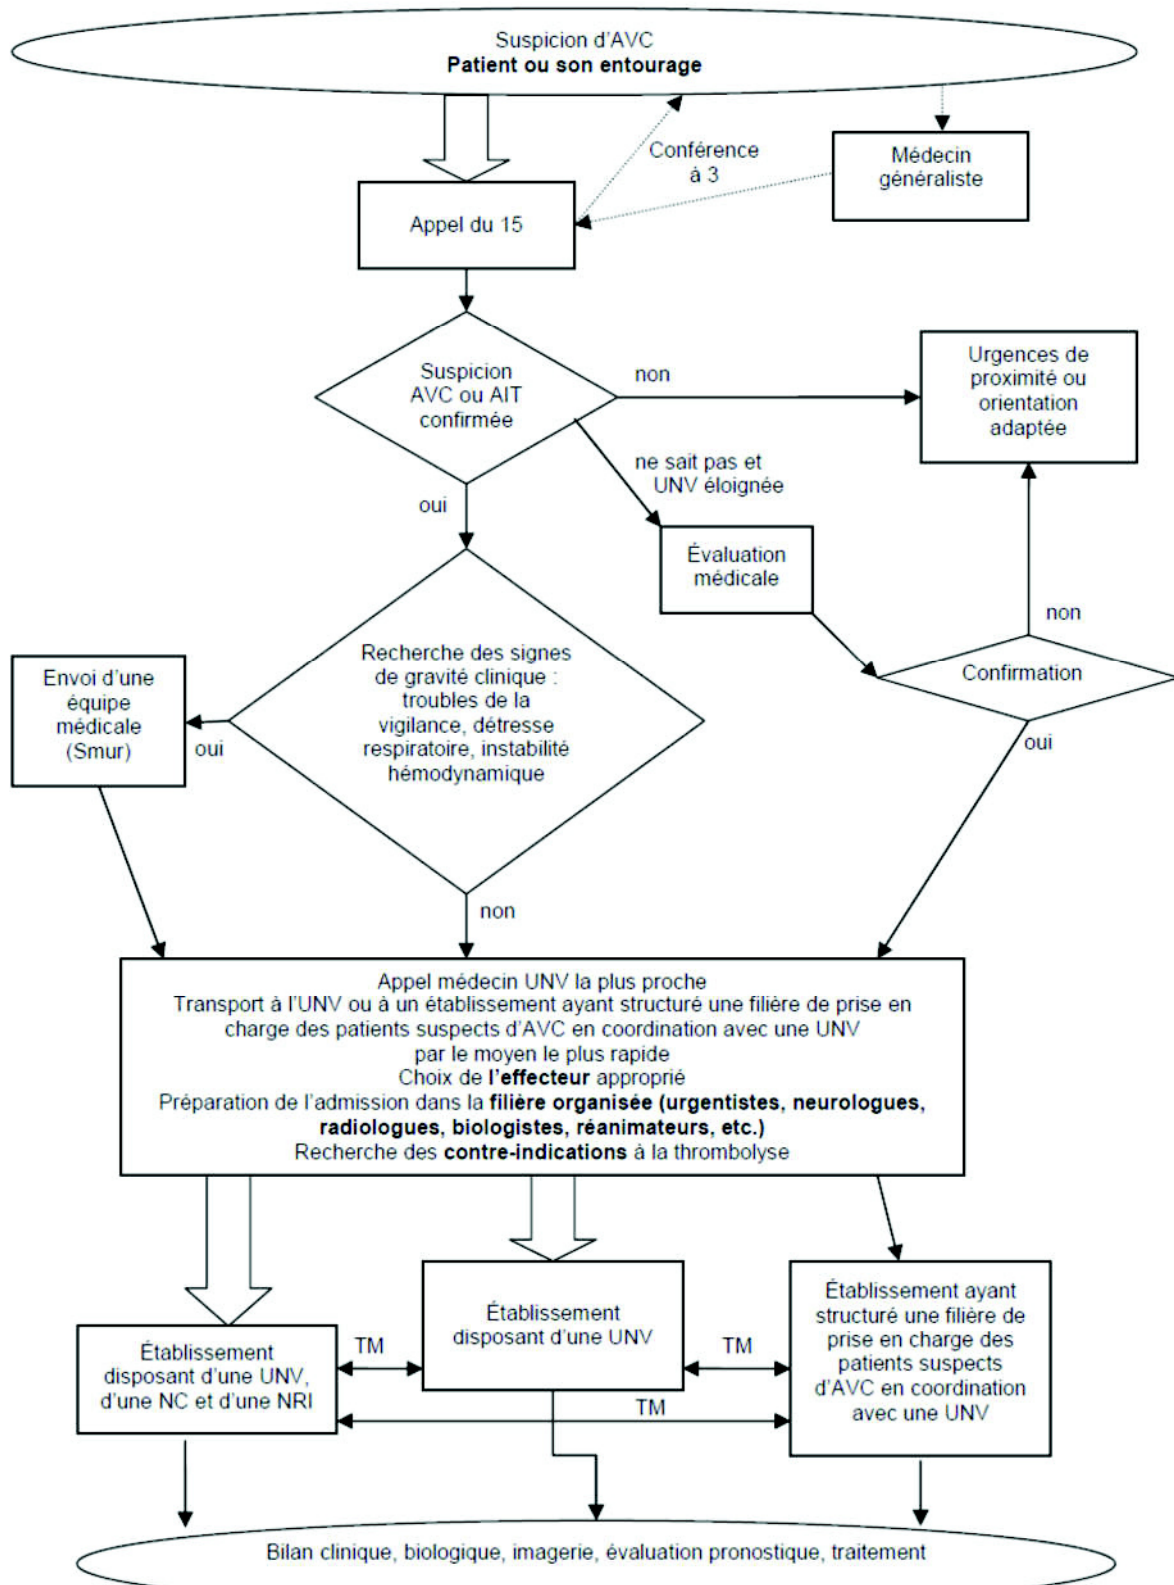 Suspicion d'AVC
Patient ou son entourage
Conférence
à 3
Médecin
généraliste
Appel du 15
Suspicion
AVC ou AIT
confirmée
non
Urgences de
proximité ou
orientation
adaptée
ne sait pas et
UNV éloignée
oui
Évaluation
médicale
non
Confirmation
oui
Recherche des signes
de gravité clinique :
troubles de la
vigilance, détresse
respiratoire, instabilité
hémodynamique
Envoi d'une
équipe
médicale
(Smur)
oui
non
Appel médecin UNV la plus proche
Transport à l'UNV ou à un établissement ayant structuré une filière de prise en
charge des patients suspects d'AVC en coordination avec une UNV
par le moyen le plus rapide
Choix de l'effecteur approprié
Préparation de l'admission dans la filière organisée (urgentistes, neurologues,
radiologues, biologistes, réanimateurs, etc.)
Recherche des contre-indications à la thrombolyse
Établissement
disposant d'une UNV,
d'une NC et d'une NRI
TM
Établissement
disposant d'une UNV
TM
Établissement ayant
structuré une filière de
prise en charge des
patients suspects
d'AVC en coordination
avec une UNV
TM
Bilan clinique, biologique, imagerie, évaluation pronostique, traitement